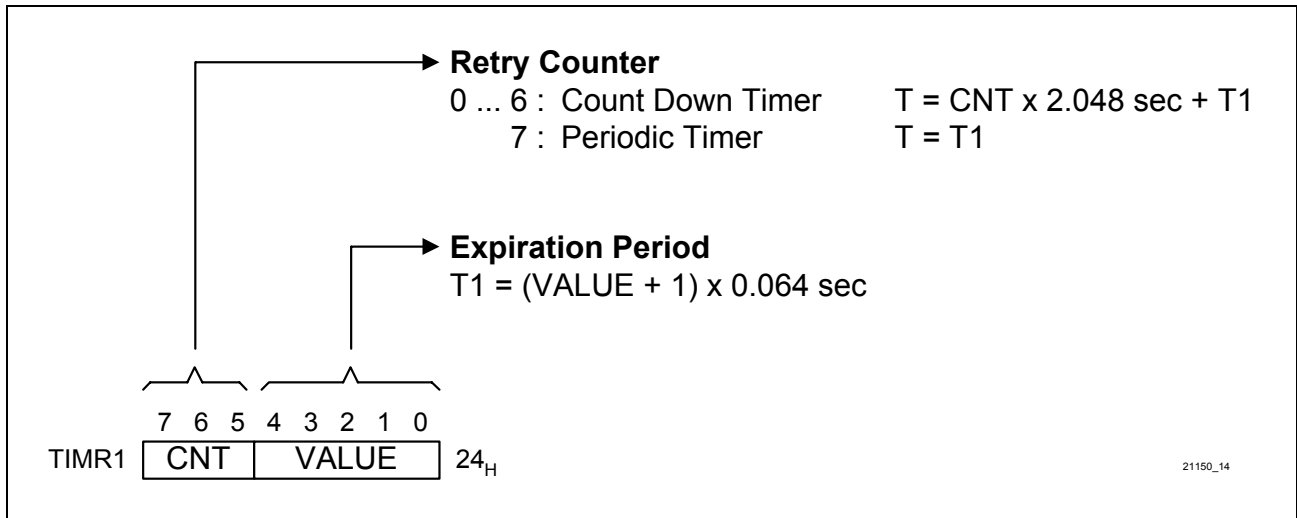 Retry Counter
0 ... 6 : Count Down Timer T = CNT x 2.048 sec + T1
7 : Periodic Timer T = T1
Expiration Period
T1 = (VALUE + 1) x 0.064 sec
7 6 5 4 3 2 1 0
TIMR1 CNT VALUE 24H
21150_14